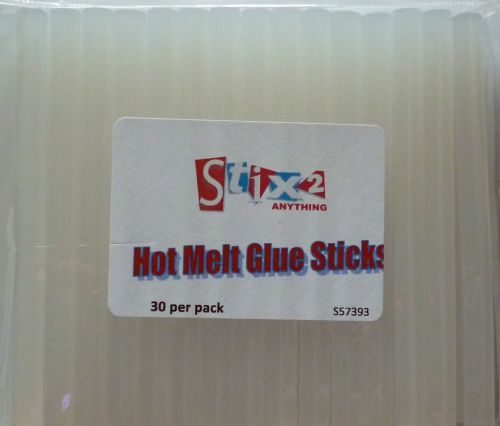 Stix2
ANYTHING
Hot Melt Glue Sticks
30 per pack
S57393